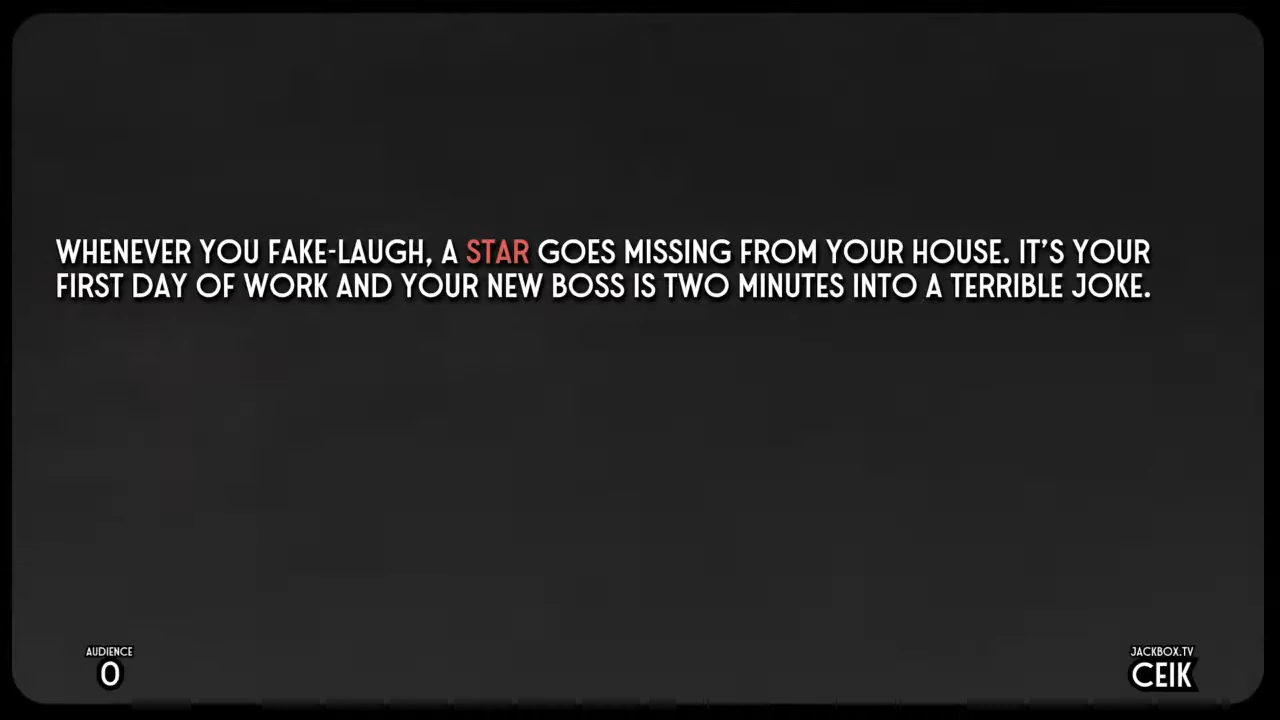 WHENEVER YOU FAKE-LAUGH, A STAR GOES MISSING FROM YOUR HOUSE. IT'S YOUR
FIRST DAY OF WORK AND YOUR NEW BOSS IS TWO MINUTES INTO A TERRIBLE JOKE.
AUDIENCE
0
JACKBOX.TV
CEIK